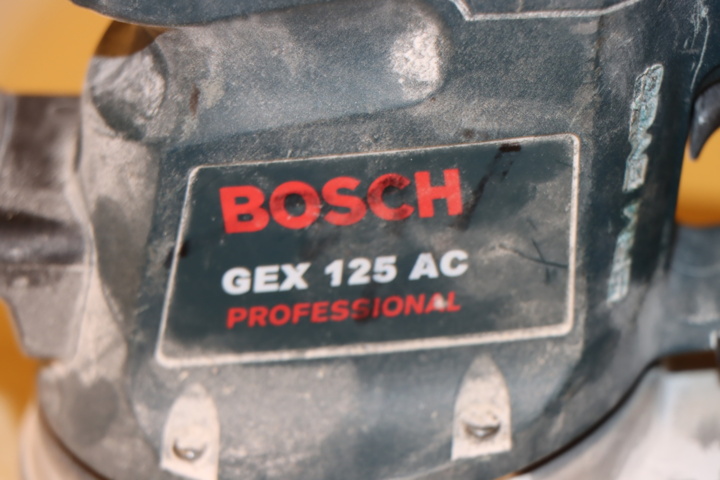 BOSCH
GEX 125 AC
PROFESSIONAL